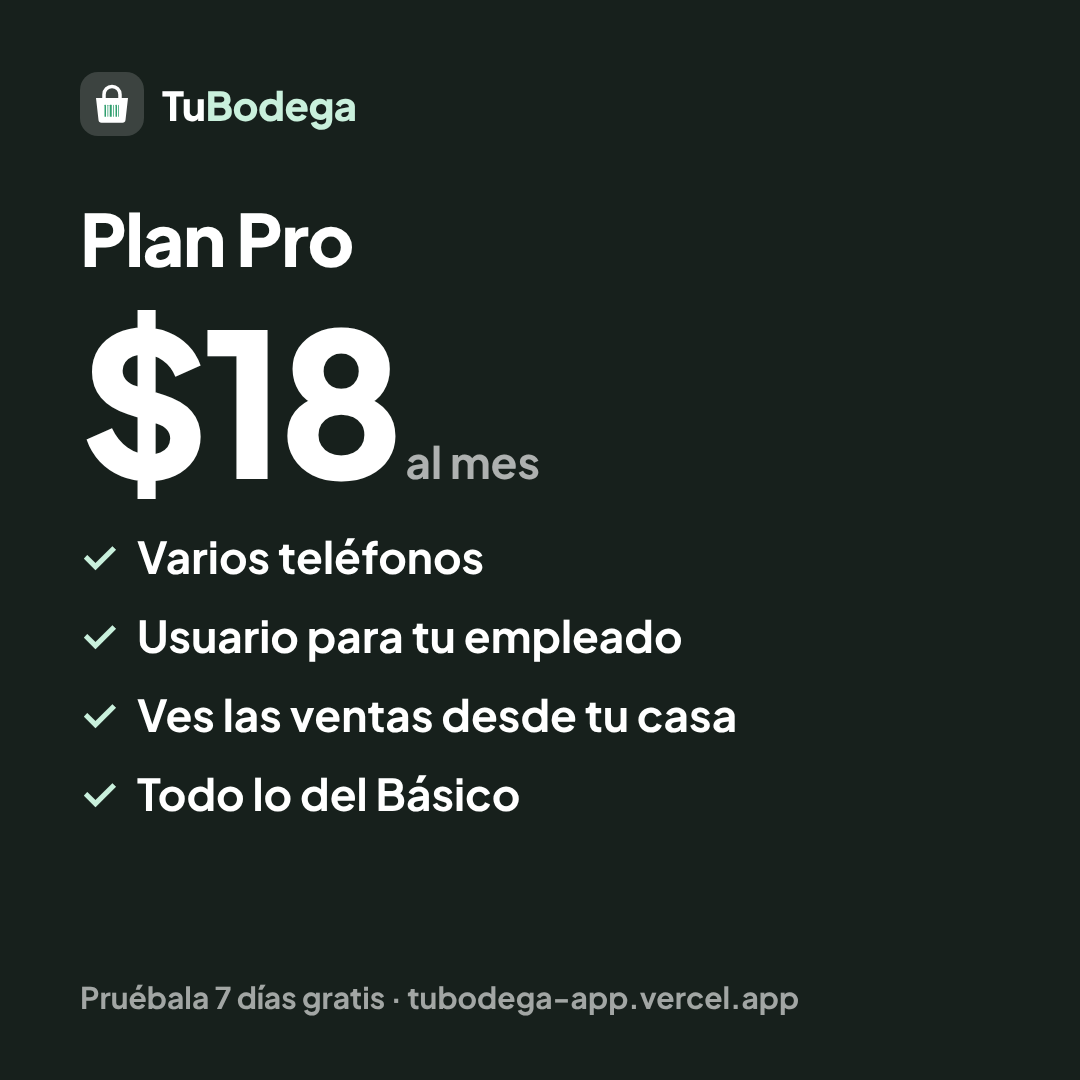 TuBodega
Plan Pro
$18 al mes
Varios teléfonos
Usuario para tu empleado
Ves las ventas desde tu casa
Todo lo del Básico
Pruébala 7 días gratis · tubodega-app.vercel.app